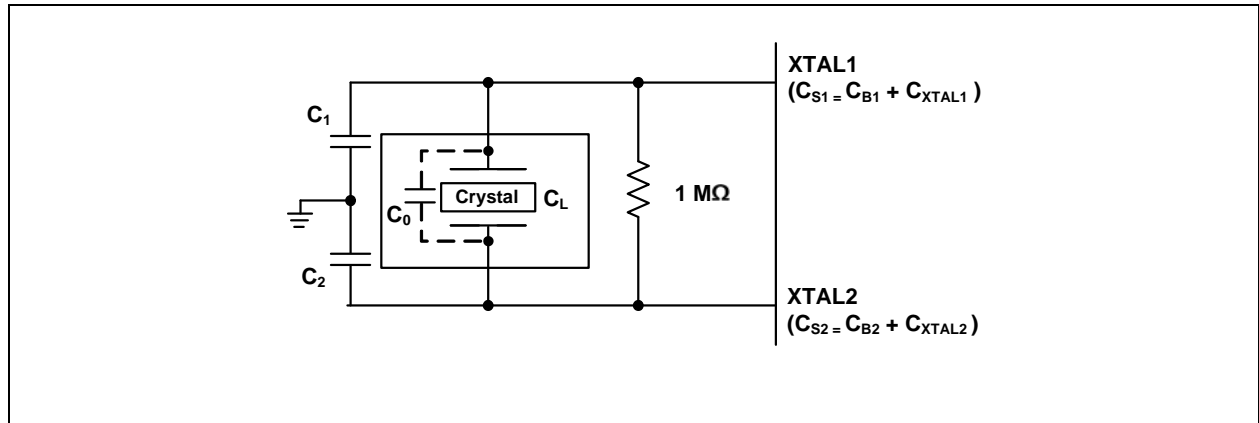 XTAL1
(CS1 = CB1 + CXTAL1 )
C1
Crystal
CL
C0
1 MΩ
C2
XTAL2
(CS2 = CB2 + CXTAL2 )